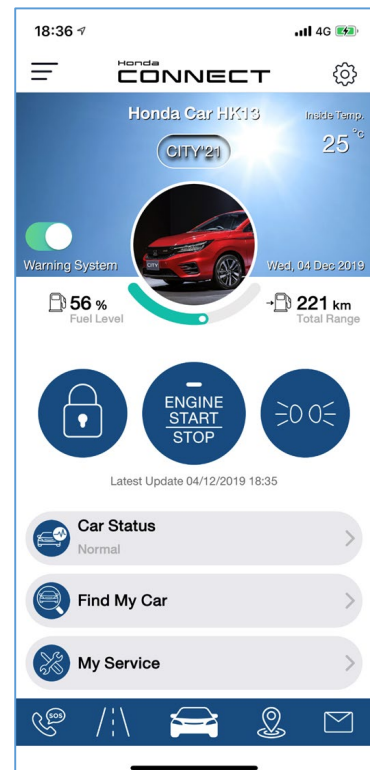 18:36
4G
Honda
CONNECT
Honda Car HK13
Inside Temp.
CITY'21
25 °c
Warning System
Wed, 04 Dec 2019
56 %
Fuel Level
221 km
Total Range
ENGINE
START
STOP
Latest Update 04/12/2019 18:35
Car Status
Normal
Find My Car
My Service
SOS